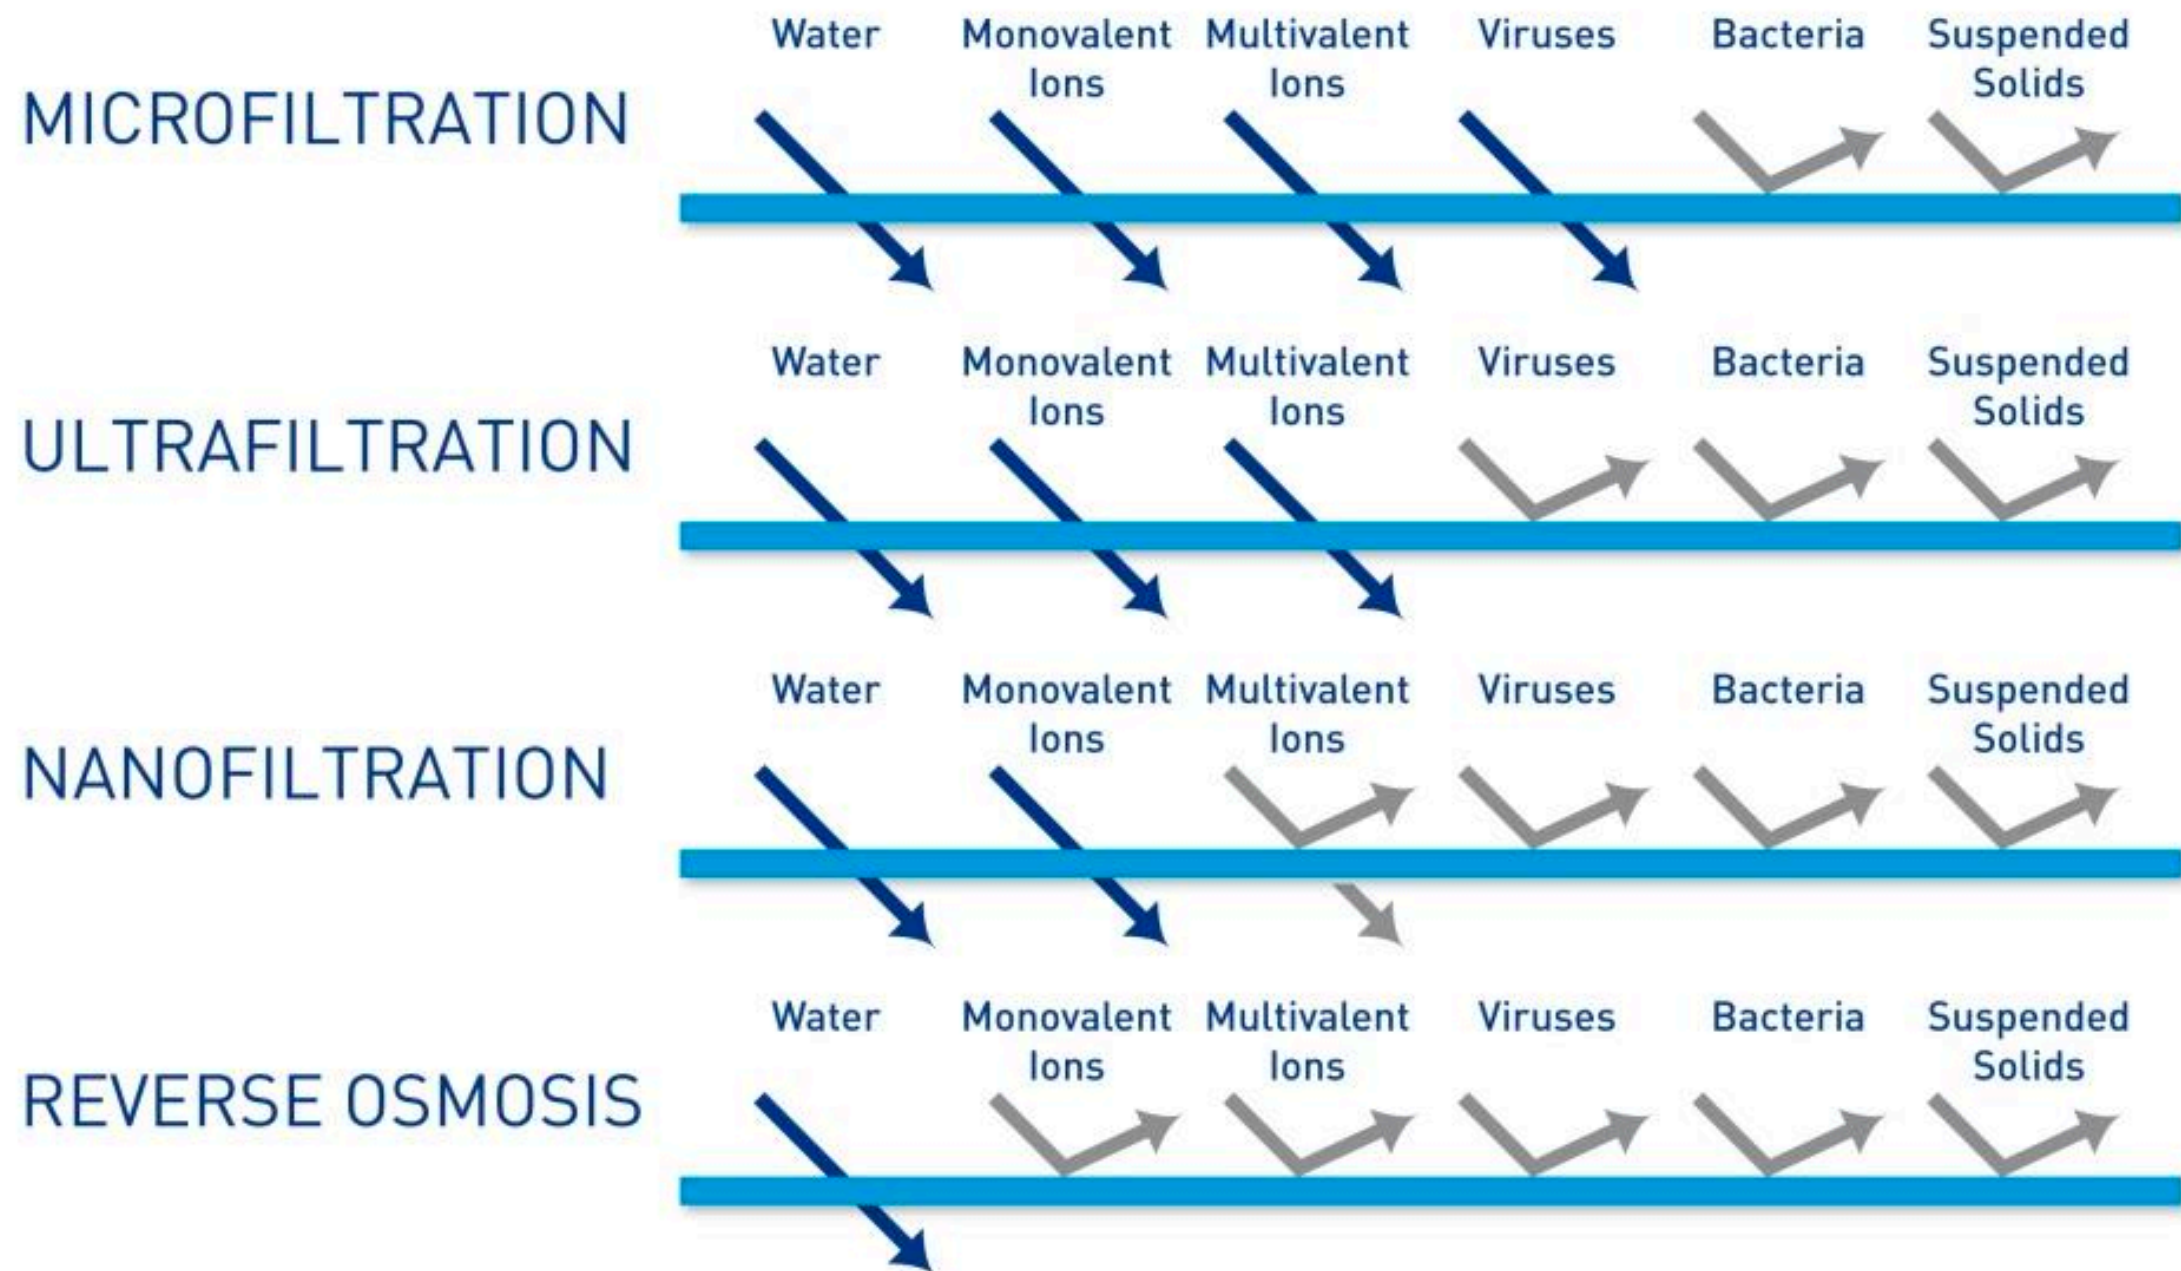 Water Monovalent Multivalent Viruses Bacteria Suspended
Ions Ions Solids
MICROFILTRATION
Water Monovalent Multivalent Viruses Bacteria Suspended
Ions Ions Solids
ULTRAFILTRATION
Water Monovalent Multivalent Viruses Bacteria Suspended
Ions Ions Solids
NANOFILTRATION
Water Monovalent Multivalent Viruses Bacteria Suspended
Ions Ions Solids
REVERSE OSMOSIS